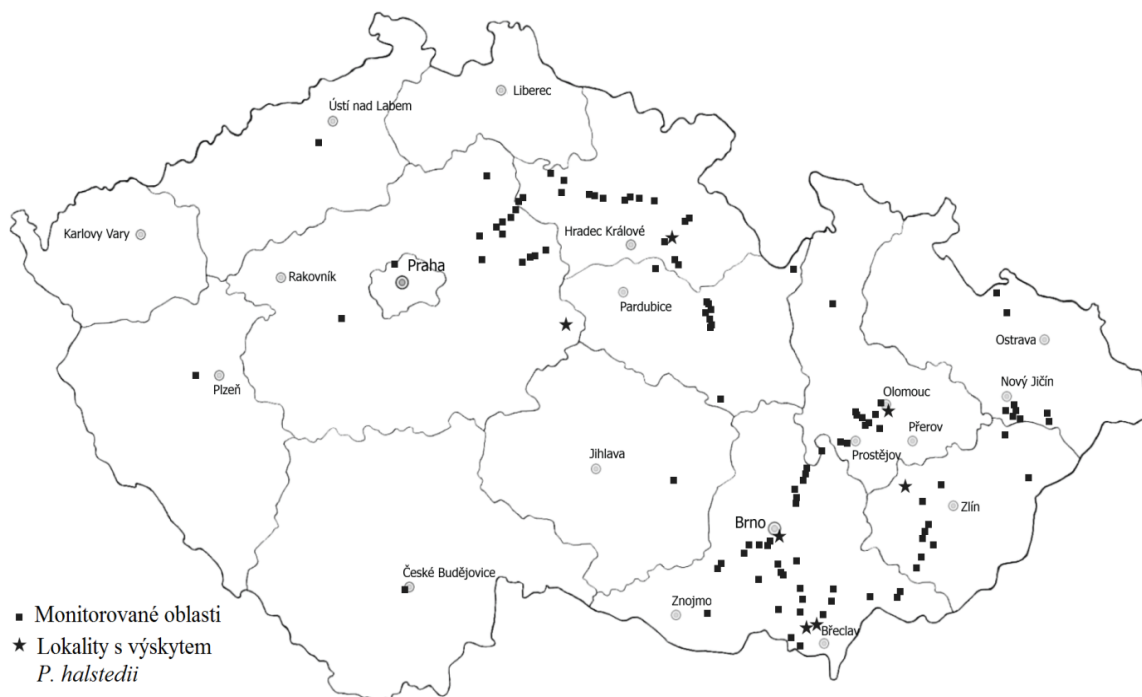 Liberec
Ústí nad Labem
Karlovy Vary
Hradec Králové
Praha
Rakovník
Pardubice
Ostrava
Plzeň
Nový Jičín
Olomouc
Přerov
Prostějov
Jihlava
Zlín
Brno
České Budějovice
Znojmo
Břeclav
Monitorované oblasti
Lokality s výskytem
P. halstedii